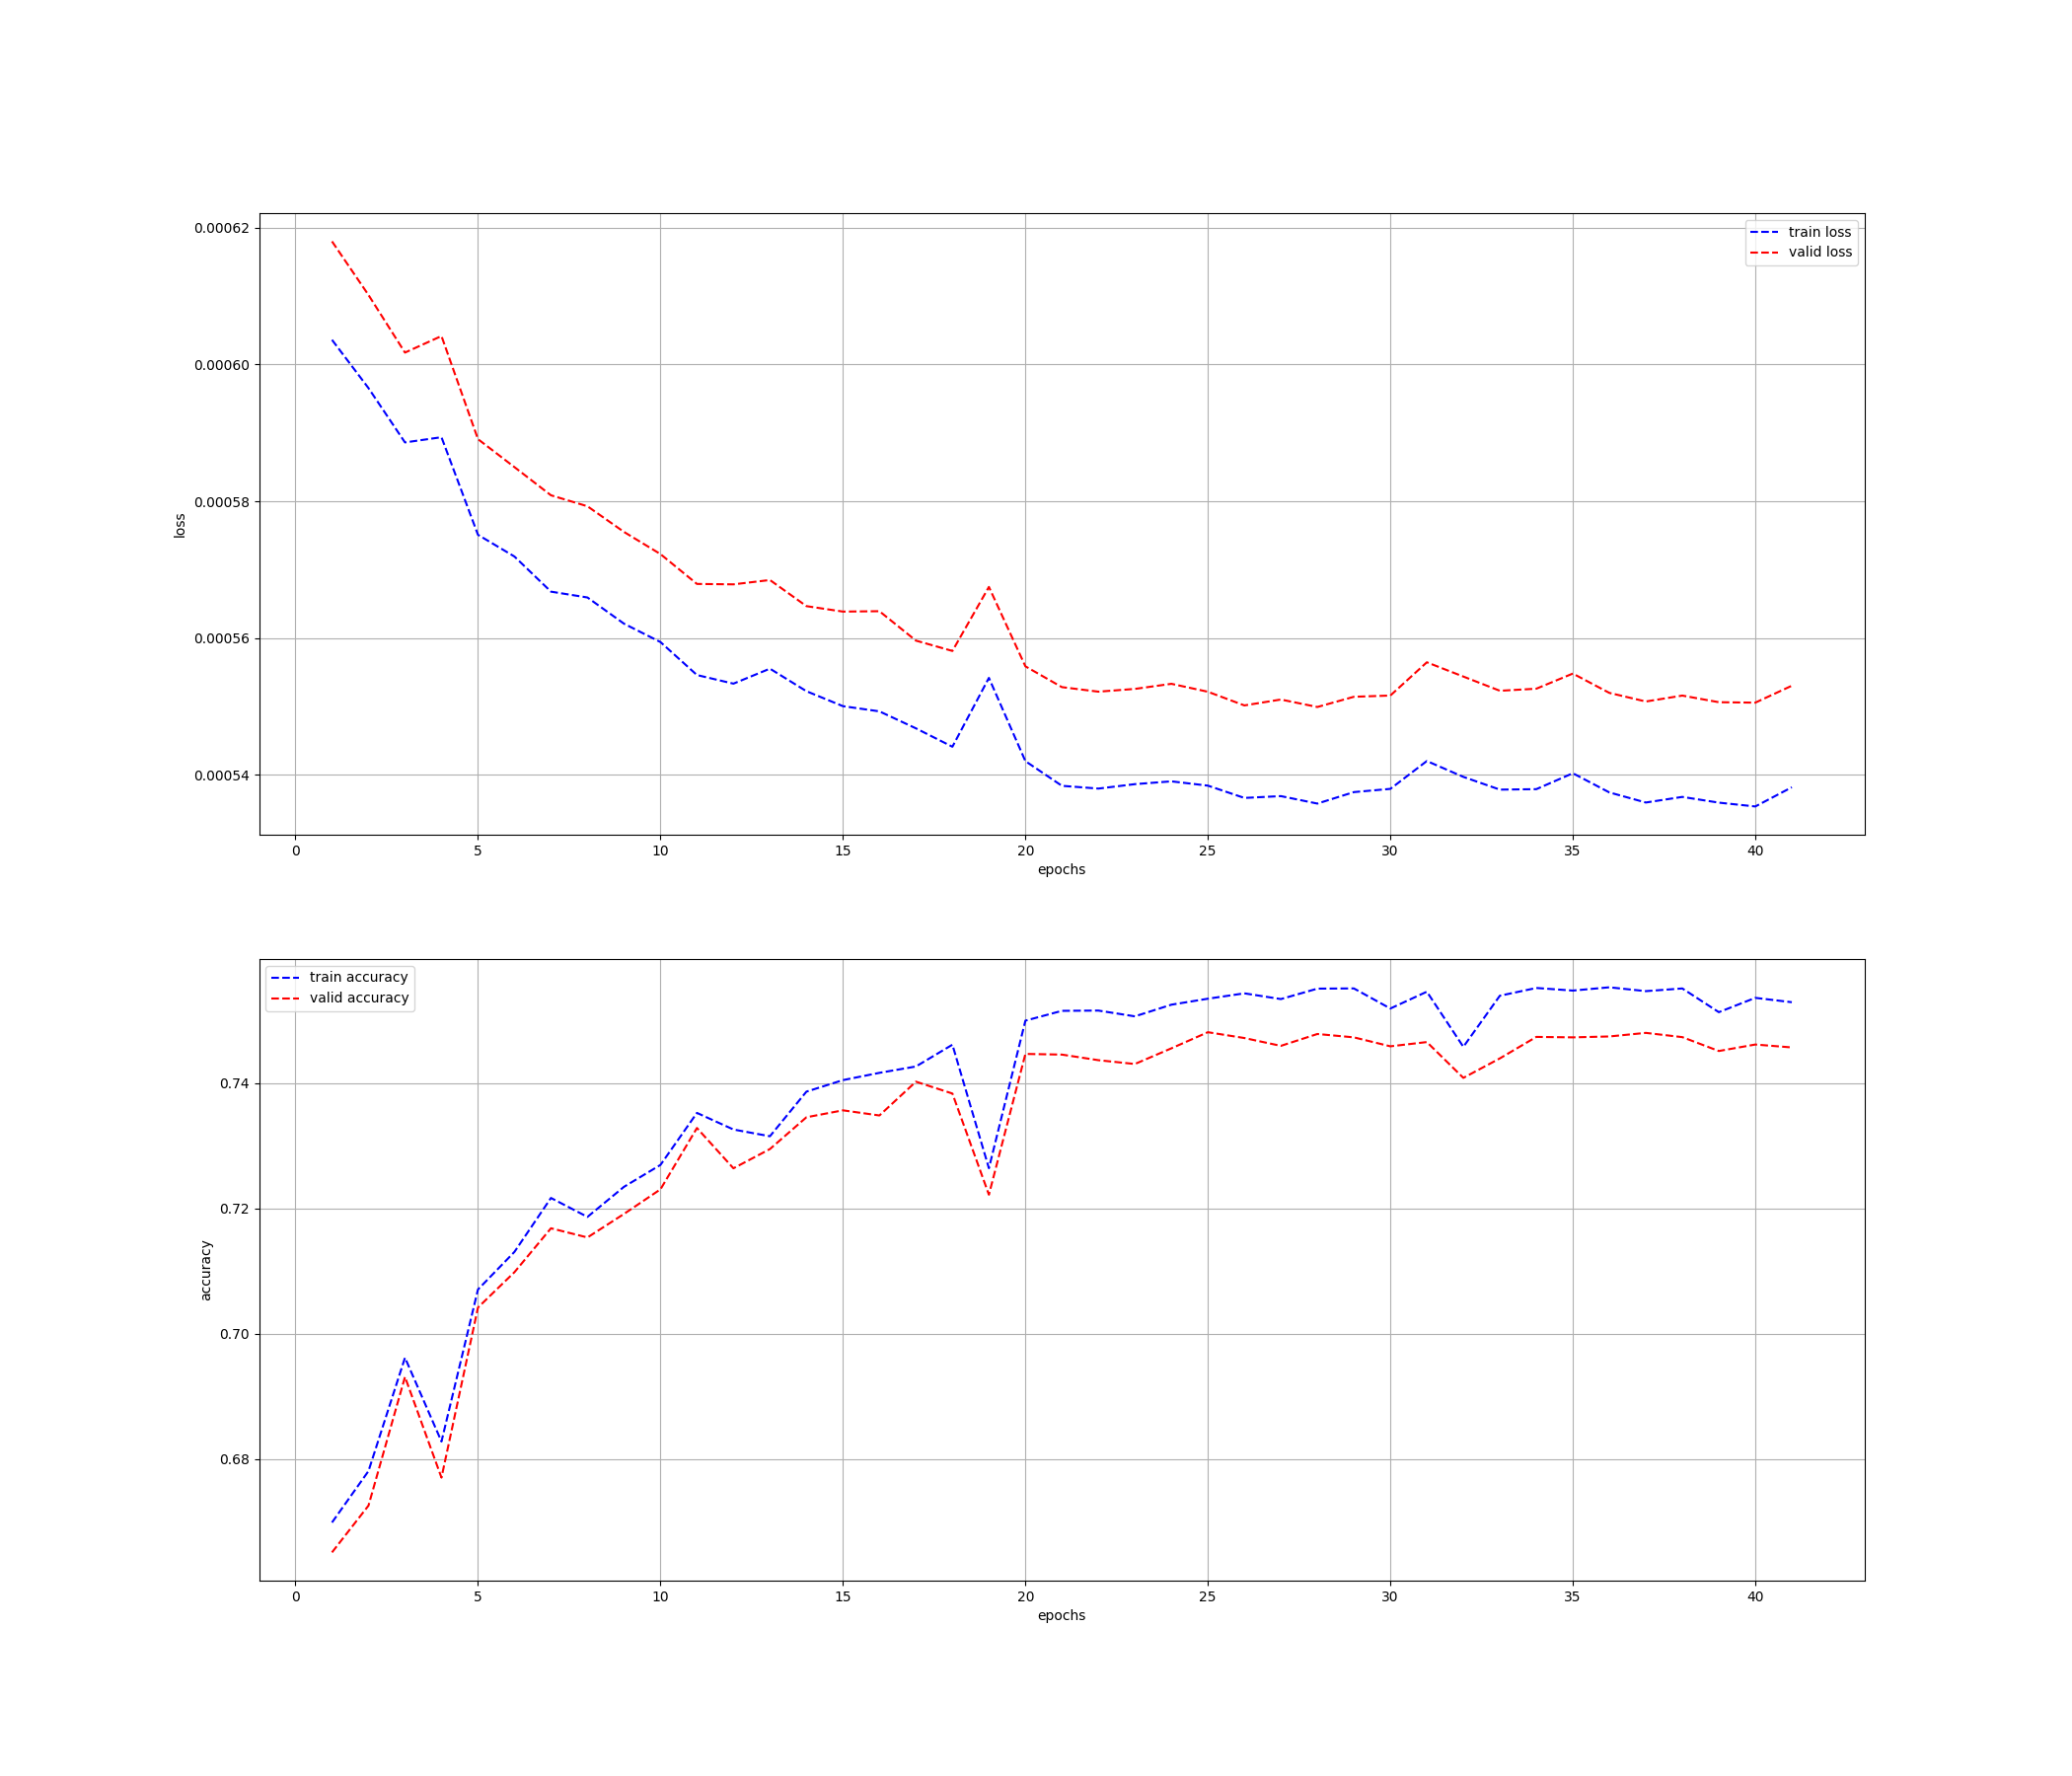 0.00062
0.00060
0.00058
0.00056
0.00054
loss
train loss
valid loss
0 5 10 15 20 25 30 35 40
epochs
train accuracy
valid accuracy
0.74
0.72
0.70
0.68
accuracy
0 5 10 15 20 25 30 35 40
epochs